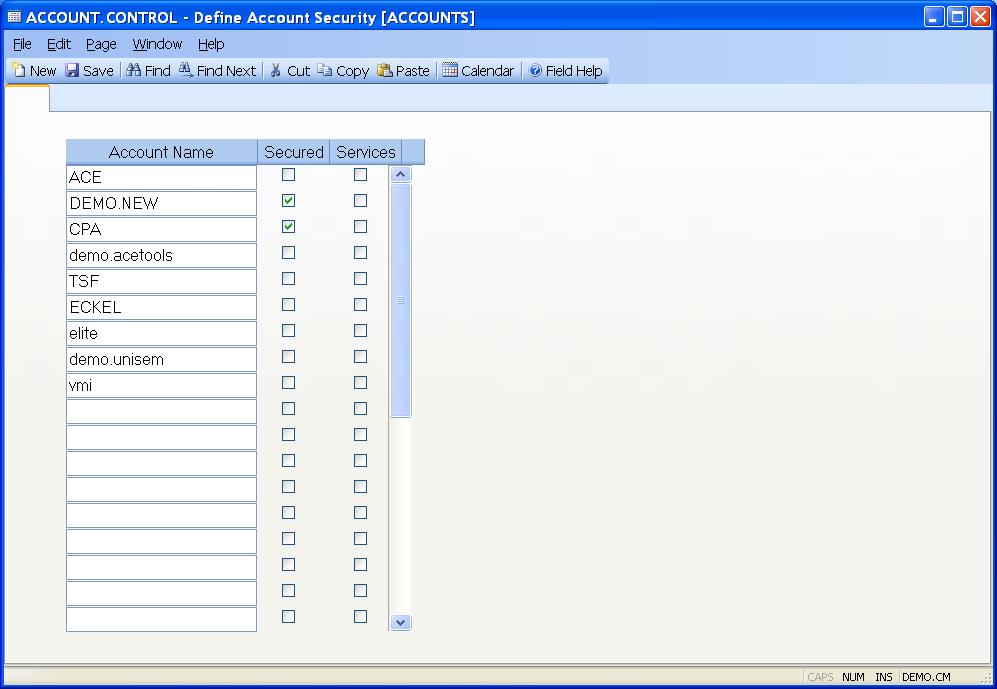 ACCOUNT.CONTROL - Define Account Security [ACCOUNTS]
File Edit Page Window Help
New Save Find Find Next Cut Copy Paste Calendar Field Help
Account Name Secured Services
ACE
DEMO.NEW
CPA
demo.acetools
TSF
ECKEL
elite
demo.unisem
vmi
CAPS NUM INS DEMO.CM